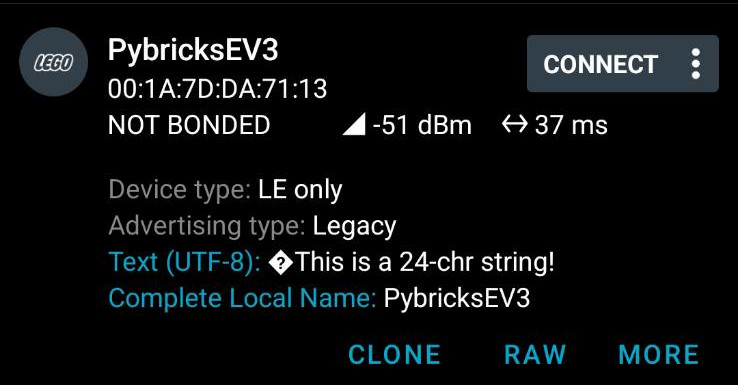 LEGO
PybricksEV3
CONNECT
00:1A:7D:DA:71:13
NOT BONDED -51 dBm 37 ms
Device type: LE only
Advertising type: Legacy
Text (UTF-8): �This is a 24-chr string!
Complete Local Name: PybricksEV3
CLONE RAW MORE